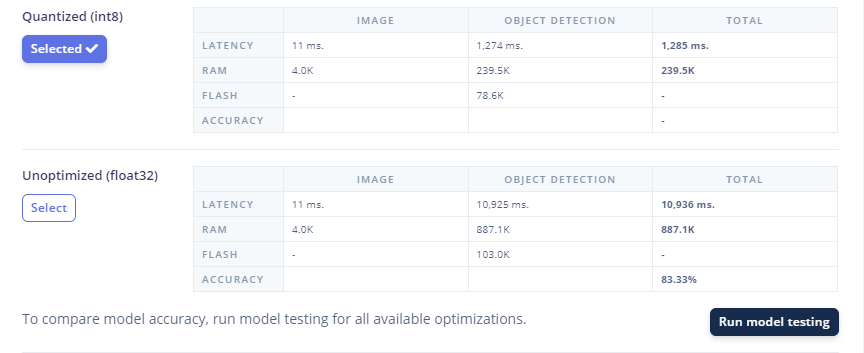 Quantized (int8)
Selected ✔
IMAGE OBJECT DETECTION TOTAL
LATENCY 11 ms. 1,274 ms. 1,285 ms.
RAM 4.0K 239.5K 239.5K
FLASH - 78.6K -
ACCURACY -
Unoptimized (float32)
Select
IMAGE OBJECT DETECTION TOTAL
LATENCY 11 ms. 10,925 ms. 10,936 ms.
RAM 4.0K 887.1K 887.1K
FLASH - 103.0K -
ACCURACY 83.33%
To compare model accuracy, run model testing for all available optimizations.
Run model testing